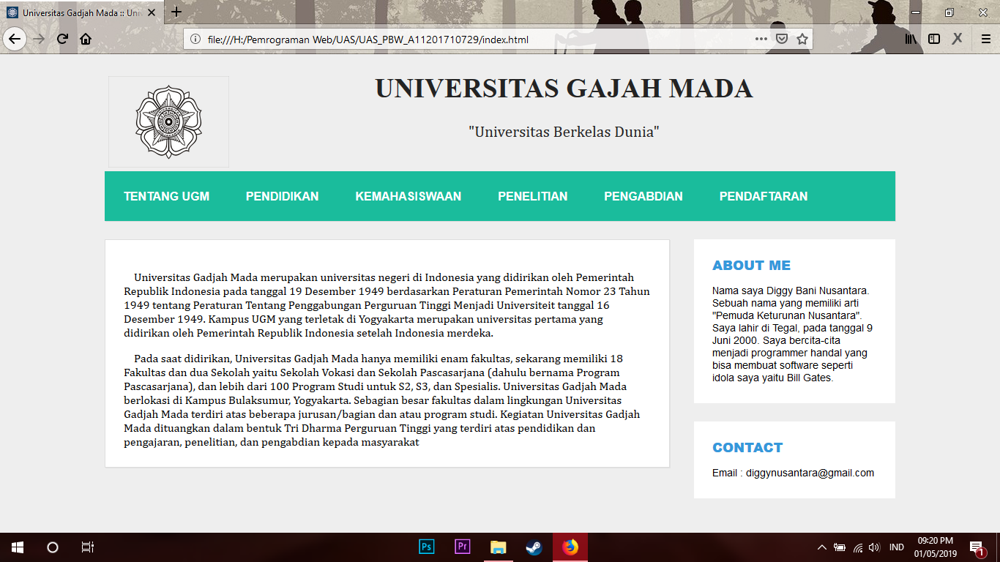 Universitas Gadjah Mada :: Uni
file:///H:/Pemrograman Web/UAS/UAS_PBW_A11201710729/index.html
UNIVERSITAS GAJAH MADA
"Universitas Berkelas Dunia"
TENTANG UGM PENDIDIKAN KEMAHASISWAAN PENELITIAN PENGABDIAN PENDAFTARAN
Universitas Gadjah Mada merupakan universitas negeri di Indonesia yang didirikan oleh Pemerintah
Republik Indonesia pada tanggal 19 Desember 1949 berdasarkan Peraturan Pemerintah Nomor 23 Tahun
1949 tentang Peraturan Tentang Penggabungan Perguruan Tinggi Menjadi Universiteit tanggal 16
Desember 1949. Kampus UGM yang terletak di Yogyakarta merupakan universitas pertama yang
didirikan oleh Pemerintah Republik Indonesia setelah Indonesia merdeka.
Pada saat didirikan, Universitas Gadjah Mada hanya memiliki enam fakultas, sekarang memiliki 18
Fakultas dan dua Sekolah yaitu Sekolah Vokasi dan Sekolah Pascasarjana (dahulu bernama Program
Pascasarjana), dan lebih dari 100 Program Studi untuk S2, S3, dan Spesialis. Universitas Gadjah Mada
berlokasi di Kampus Bulaksumur, Yogyakarta. Sebagian besar fakultas dalam lingkungan Universitas
Gadjah Mada terdiri atas beberapa jurusan/bagian dan atau program studi. Kegiatan Universitas Gadjah
Mada dituangkan dalam bentuk Tri Dharma Perguruan Tinggi yang terdiri atas pendidikan dan
pengajaran, penelitian, dan pengabdian kepada masyarakat
ABOUT ME
Nama saya Diggy Bani Nusantara.
Sebuah nama yang memiliki arti
"Pemuda Keturunan Nusantara".
Saya lahir di Tegal, pada tanggal 9
Juni 2000. Saya bercita-cita
menjadi programmer handal yang
bisa membuat software seperti
idola saya yaitu Bill Gates.
CONTACT
Email : diggynusantara@gmail.com
Ps Pr IND 09:20 PM
01/05/2019 1